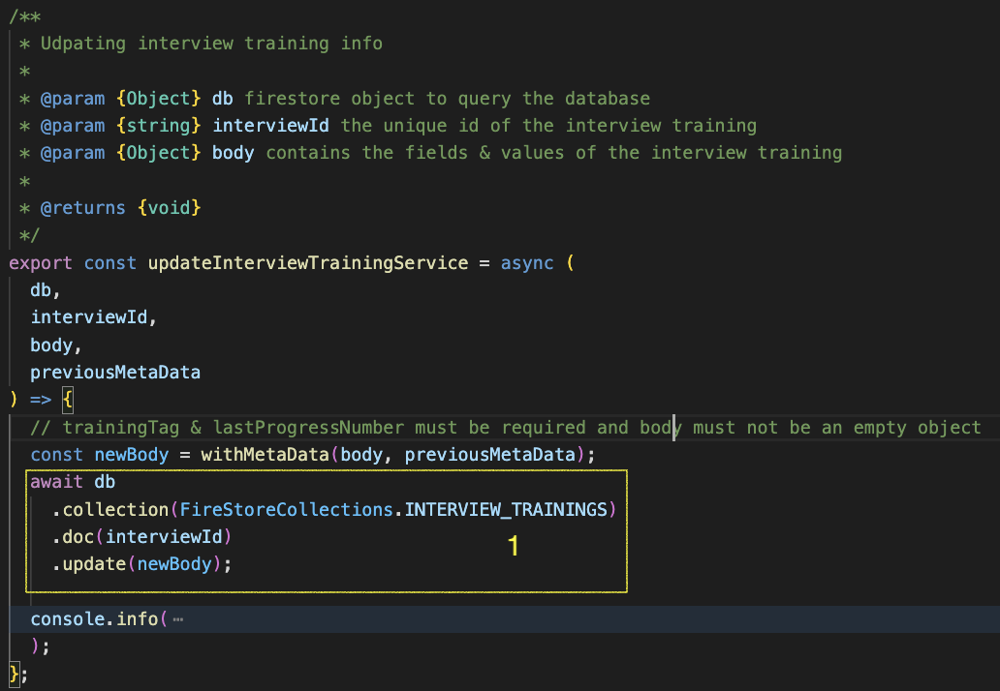 /**
 * Udpating interview training info
 *
 * @param {Object} db firestore object to query the database
 * @param {string} interviewId the unique id of the interview training
 * @param {Object} body contains the fields & values of the interview training
 *
 * @returns {void}
 */
export const updateInterviewTrainingService = async (
  db,
  interviewId,
  body,
  previousMetaData
) => {
  // trainingTag & lastProgressNumber must be required and body must not be an empty object
  const newBody = withMetaData(body, previousMetaData);
  await db
    .collection(FireStoreCollections.INTERVIEW_TRAININGS)
    .doc(interviewId)
1
    .update(newBody);
  console.info( ⋯
  );
};